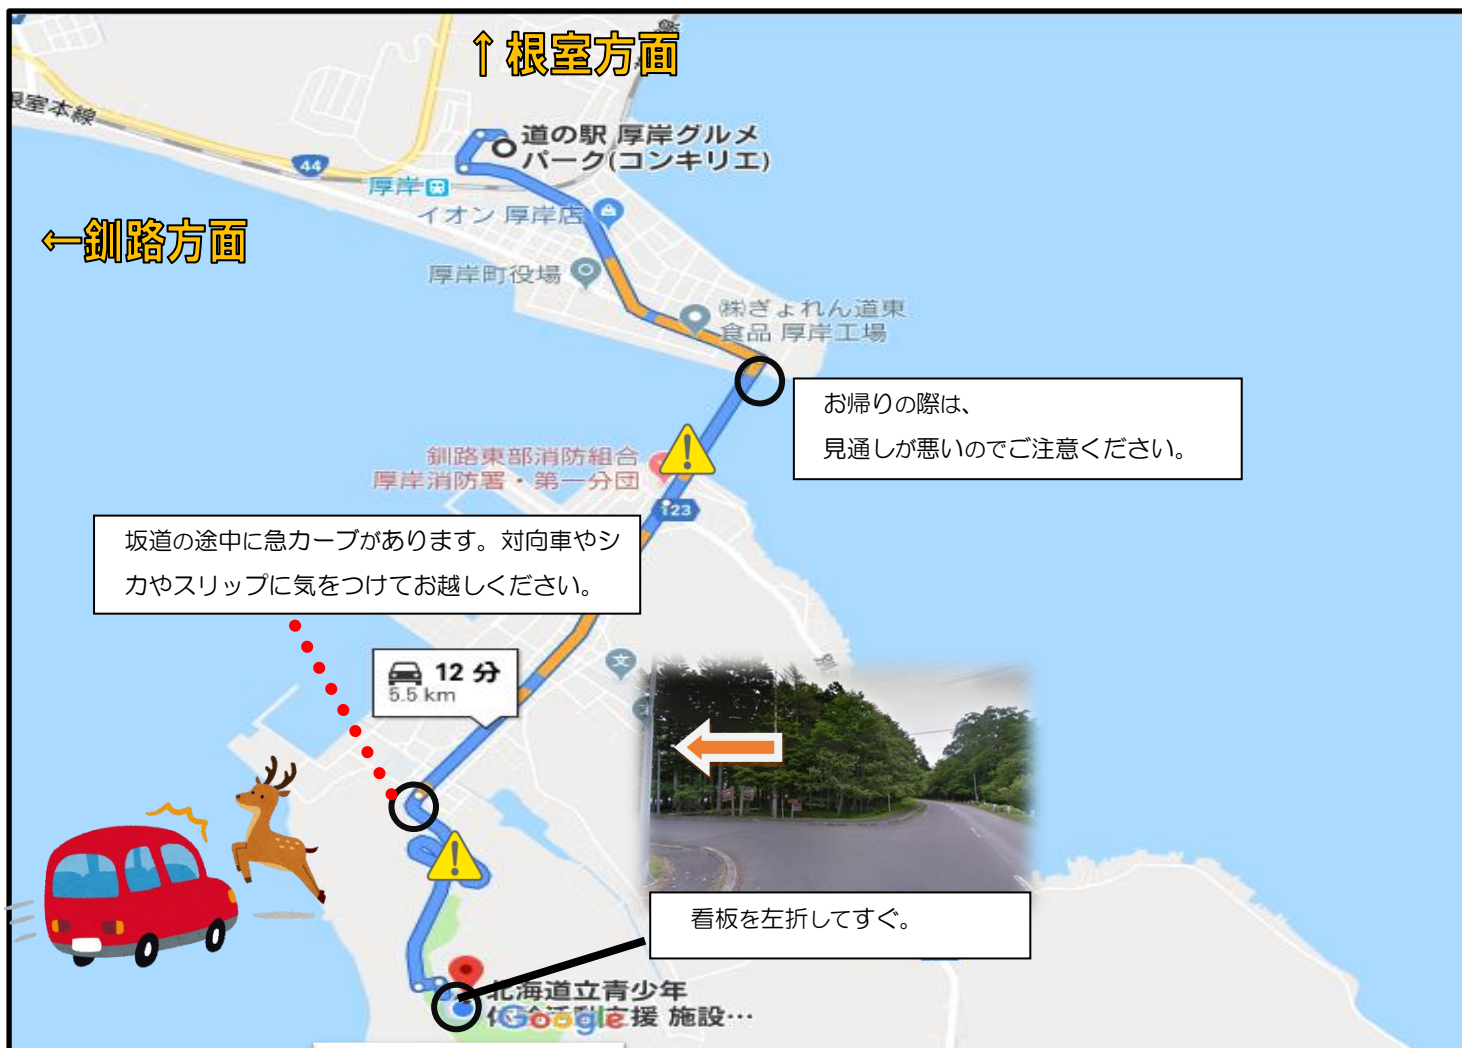 ↑根室方面
根室本線
道の駅 厚岸グルメ
パーク(コンキリエ)
44
厚岸
イオン 厚岸店
←釧路方面
厚岸町役場
㈱ぎょれん道東
食品 厚岸工場
お帰りの際は、
見通しが悪いのでご注意ください。
釧路東部消防組合
厚岸消防署・第一分団
123
坂道の途中に急カーブがあります。対向車やシ
カやスリップに気をつけてお越しください。
12 分
5.5 km
文
看板を左折してすぐ。
北海道立青少年
支援 施設…
Google